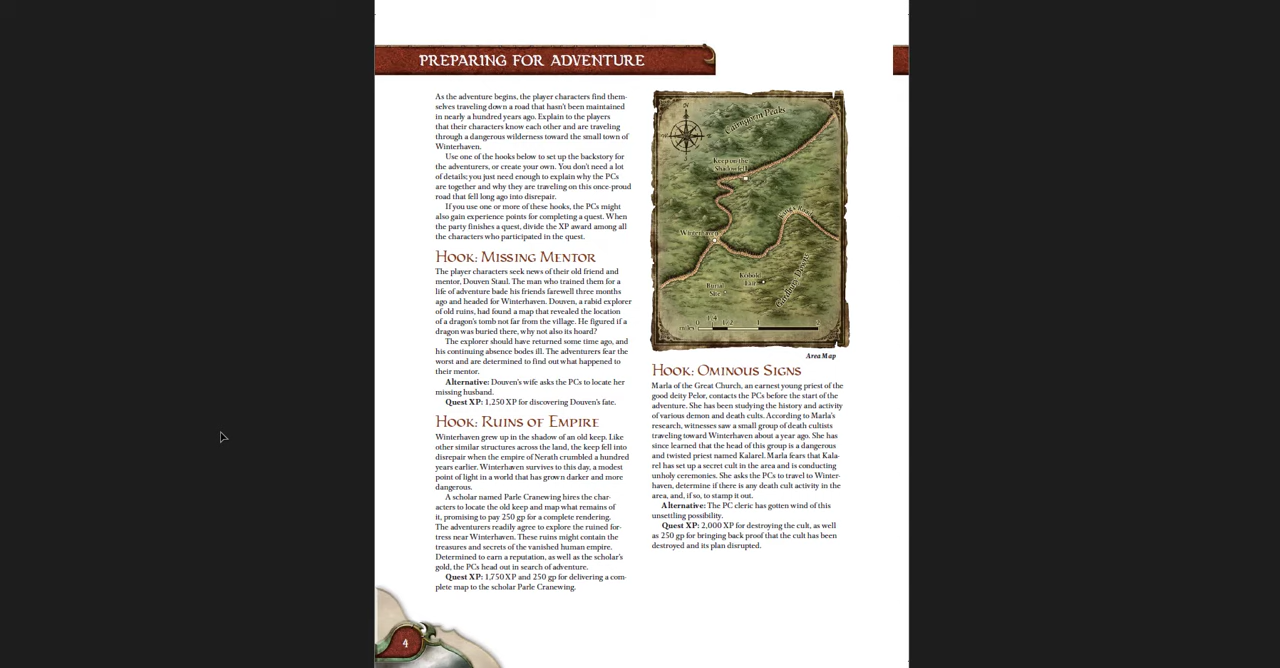 PREPARING FOR ADVENTURE
As the adventure begins, the player characters find them-
selves traveling down a road that hasn't been maintained
in nearly a hundred years ago. Explain to the players
that their characters know each other and are traveling
through a dangerous wilderness toward the small town of
Winterhaven.
Use one of the hooks below to set up the backstory for
the adventurers, or create your own. You don't need a lot
of details; you just need enough to explain why the PCs
are together and why they are traveling on this once-proud
road that fell long ago into disrepair.
If you use one or more of these hooks, the PCs might
also gain experience points for completing a quest. When
the party finishes a quest, divide the XP award among all
the characters who participated in the quest.
Hook: Missing Mentor
The player characters seek news of their old friend and
mentor, Douven Staul. The man who trained them for a
life of adventure bade his friends farewell three months
ago and headed for Winterhaven. Douven, a rabid explorer
of old ruins, had found a map that revealed the location
of a dragon's tomb not far from the village. He figured if a
dragon was buried there, why not also its hoard?
The explorer should have returned some time ago, and
his continuing absence bodes ill. The adventurers fear the
worst and are determined to find out what happened to
their mentor.
Alternative: Douven's wife asks the PCs to locate her
missing husband.
Quest XP: 1,250 XP for discovering Douven's fate.
Hook: Ruins of Empire
Winterhaven grew up in the shadow of an old keep. Like
other similar structures across the land, the keep fell into
disrepair when the empire of Nerath crumbled a hundred
years earlier. Winterhaven survives to this day, a modest
point of light in a world that has grown darker and more
dangerous.
A scholar named Parle Cranewing hires the char-
acters to locate the old keep and map what remains of
it, promising to pay 250 gp for a complete rendering.
The adventurers readily agree to explore the ruined for-
tress near Winterhaven. These ruins might contain the
treasures and secrets of the vanished human empire.
Determined to earn a reputation, as well as the scholar's
gold, the PCs head out in search of adventure.
Quest XP: 1,750 XP and 250 gp for delivering a com-
plete map to the scholar Parle Cranewing.
4
N
Cairngorm Peaks
Keep on the
Shadowfell
King's Road
Winterhaven
Kobold
Lair
Burial
Site
Gardbury Downs
0 1/4 1/2 1 2
miles
Area Map
Hook: Ominous Signs
Marla of the Great Church, an earnest young priest of the
good deity Pelor, contacts the PCs before the start of the
adventure. She has been studying the history and activity
of various demon and death cults. According to Marla's
research, witnesses saw a small group of death cultists
traveling toward Winterhaven about a year ago. She has
since learned that the head of this group is a dangerous
and twisted priest named Kalarel. Marla fears that Kala-
rel has set up a secret cult in the area and is conducting
unholy ceremonies. She asks the PCs to travel to Winter-
haven, determine if there is any death cult activity in the
area, and, if so, to stamp it out.
Alternative: The PC cleric has gotten wind of this
unsettling possibility.
Quest XP: 2,000 XP for destroying the cult, as well
as 250 gp for bringing back proof that the cult has been
destroyed and its plan disrupted.